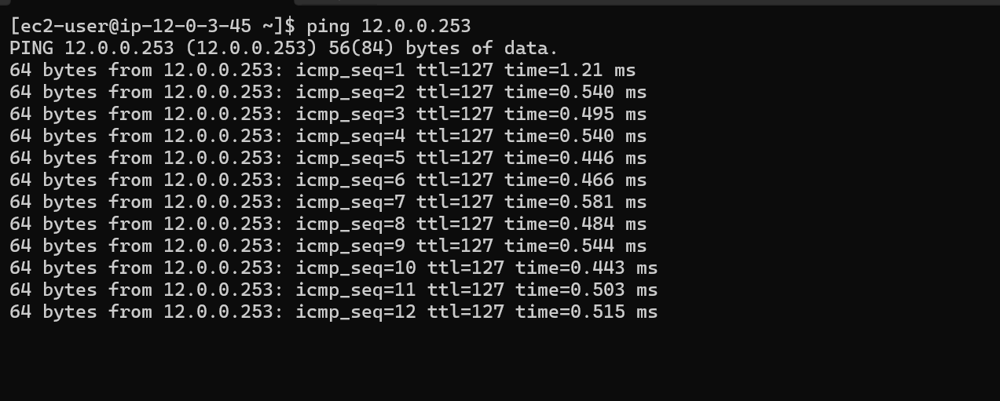 [ec2-user@ip-12-0-3-45 ~]$ ping 12.0.0.253
PING 12.0.0.253 (12.0.0.253) 56(84) bytes of data.
64 bytes from 12.0.0.253: icmp_seq=1 ttl=127 time=1.21 ms
64 bytes from 12.0.0.253: icmp_seq=2 ttl=127 time=0.540 ms
64 bytes from 12.0.0.253: icmp_seq=3 ttl=127 time=0.495 ms
64 bytes from 12.0.0.253: icmp_seq=4 ttl=127 time=0.540 ms
64 bytes from 12.0.0.253: icmp_seq=5 ttl=127 time=0.446 ms
64 bytes from 12.0.0.253: icmp_seq=6 ttl=127 time=0.466 ms
64 bytes from 12.0.0.253: icmp_seq=7 ttl=127 time=0.581 ms
64 bytes from 12.0.0.253: icmp_seq=8 ttl=127 time=0.484 ms
64 bytes from 12.0.0.253: icmp_seq=9 ttl=127 time=0.544 ms
64 bytes from 12.0.0.253: icmp_seq=10 ttl=127 time=0.443 ms
64 bytes from 12.0.0.253: icmp_seq=11 ttl=127 time=0.503 ms
64 bytes from 12.0.0.253: icmp_seq=12 ttl=127 time=0.515 ms